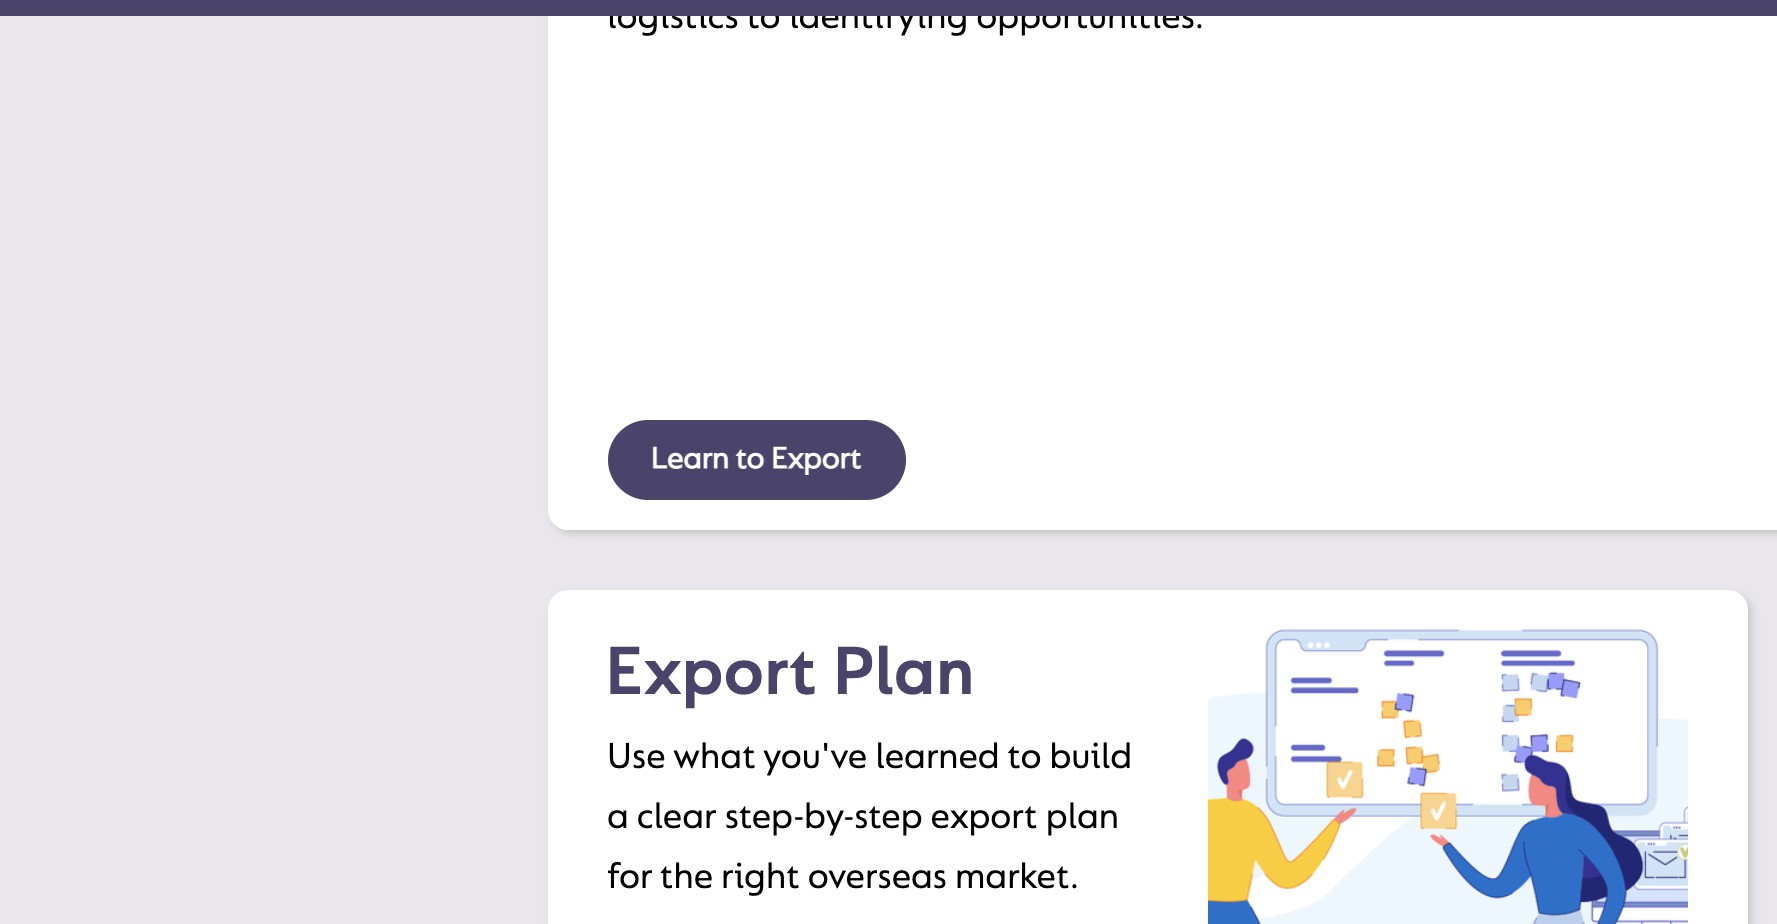 logistics to identifying opportunities.
Learn to Export
Export Plan
Use what you've learned to build
a clear step-by-step export plan
for the right overseas market.